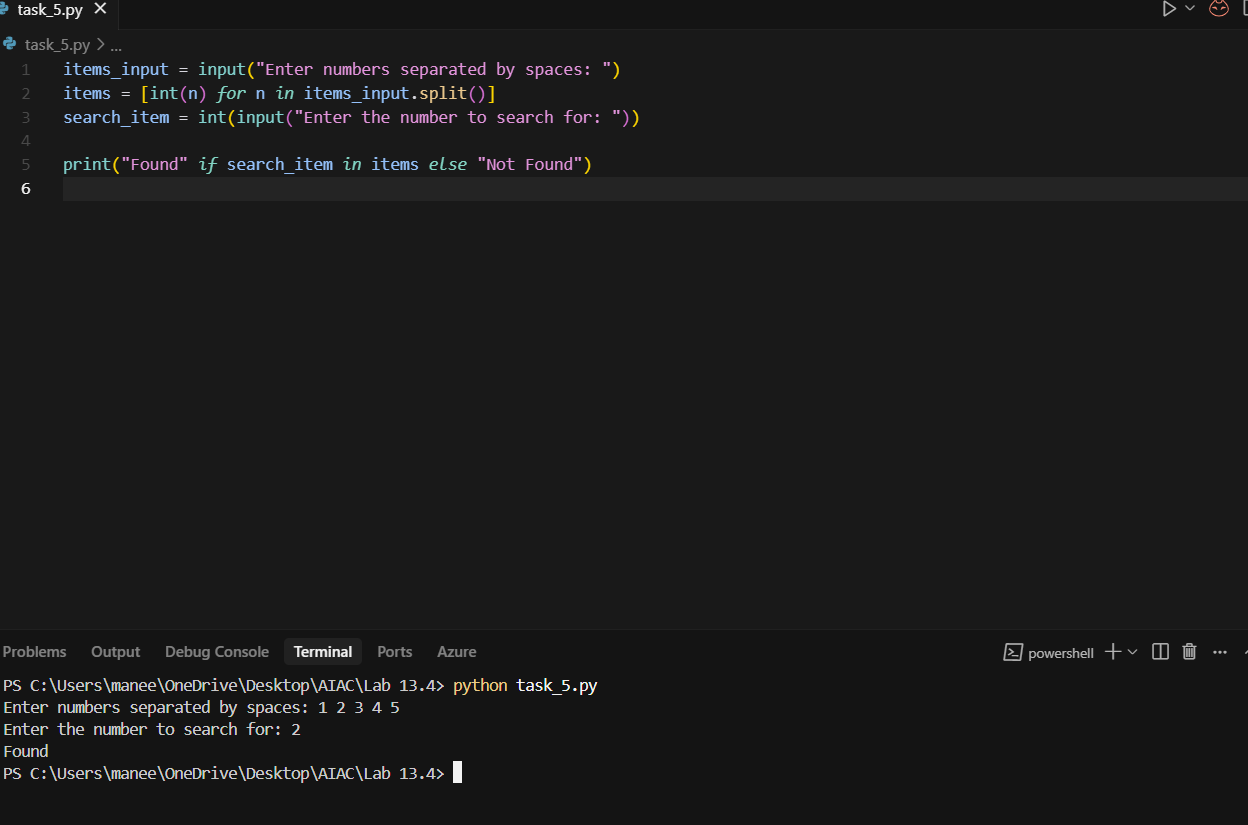 task_5.py
task_5.py > ...
1 items_input = input("Enter numbers separated by spaces: ")
2 items = [int(n) for n in items_input.split()]
3 search_item = int(input("Enter the number to search for: "))
4
5 print("Found" if search_item in items else "Not Found")
6
Problems Output Debug Console Terminal Ports Azure powershell
PS C:\Users\manee\OneDrive\Desktop\AIAC\Lab 13.4> python task_5.py
Enter numbers separated by spaces: 1 2 3 4 5
Enter the number to search for: 2
Found
PS C:\Users\manee\OneDrive\Desktop\AIAC\Lab 13.4>